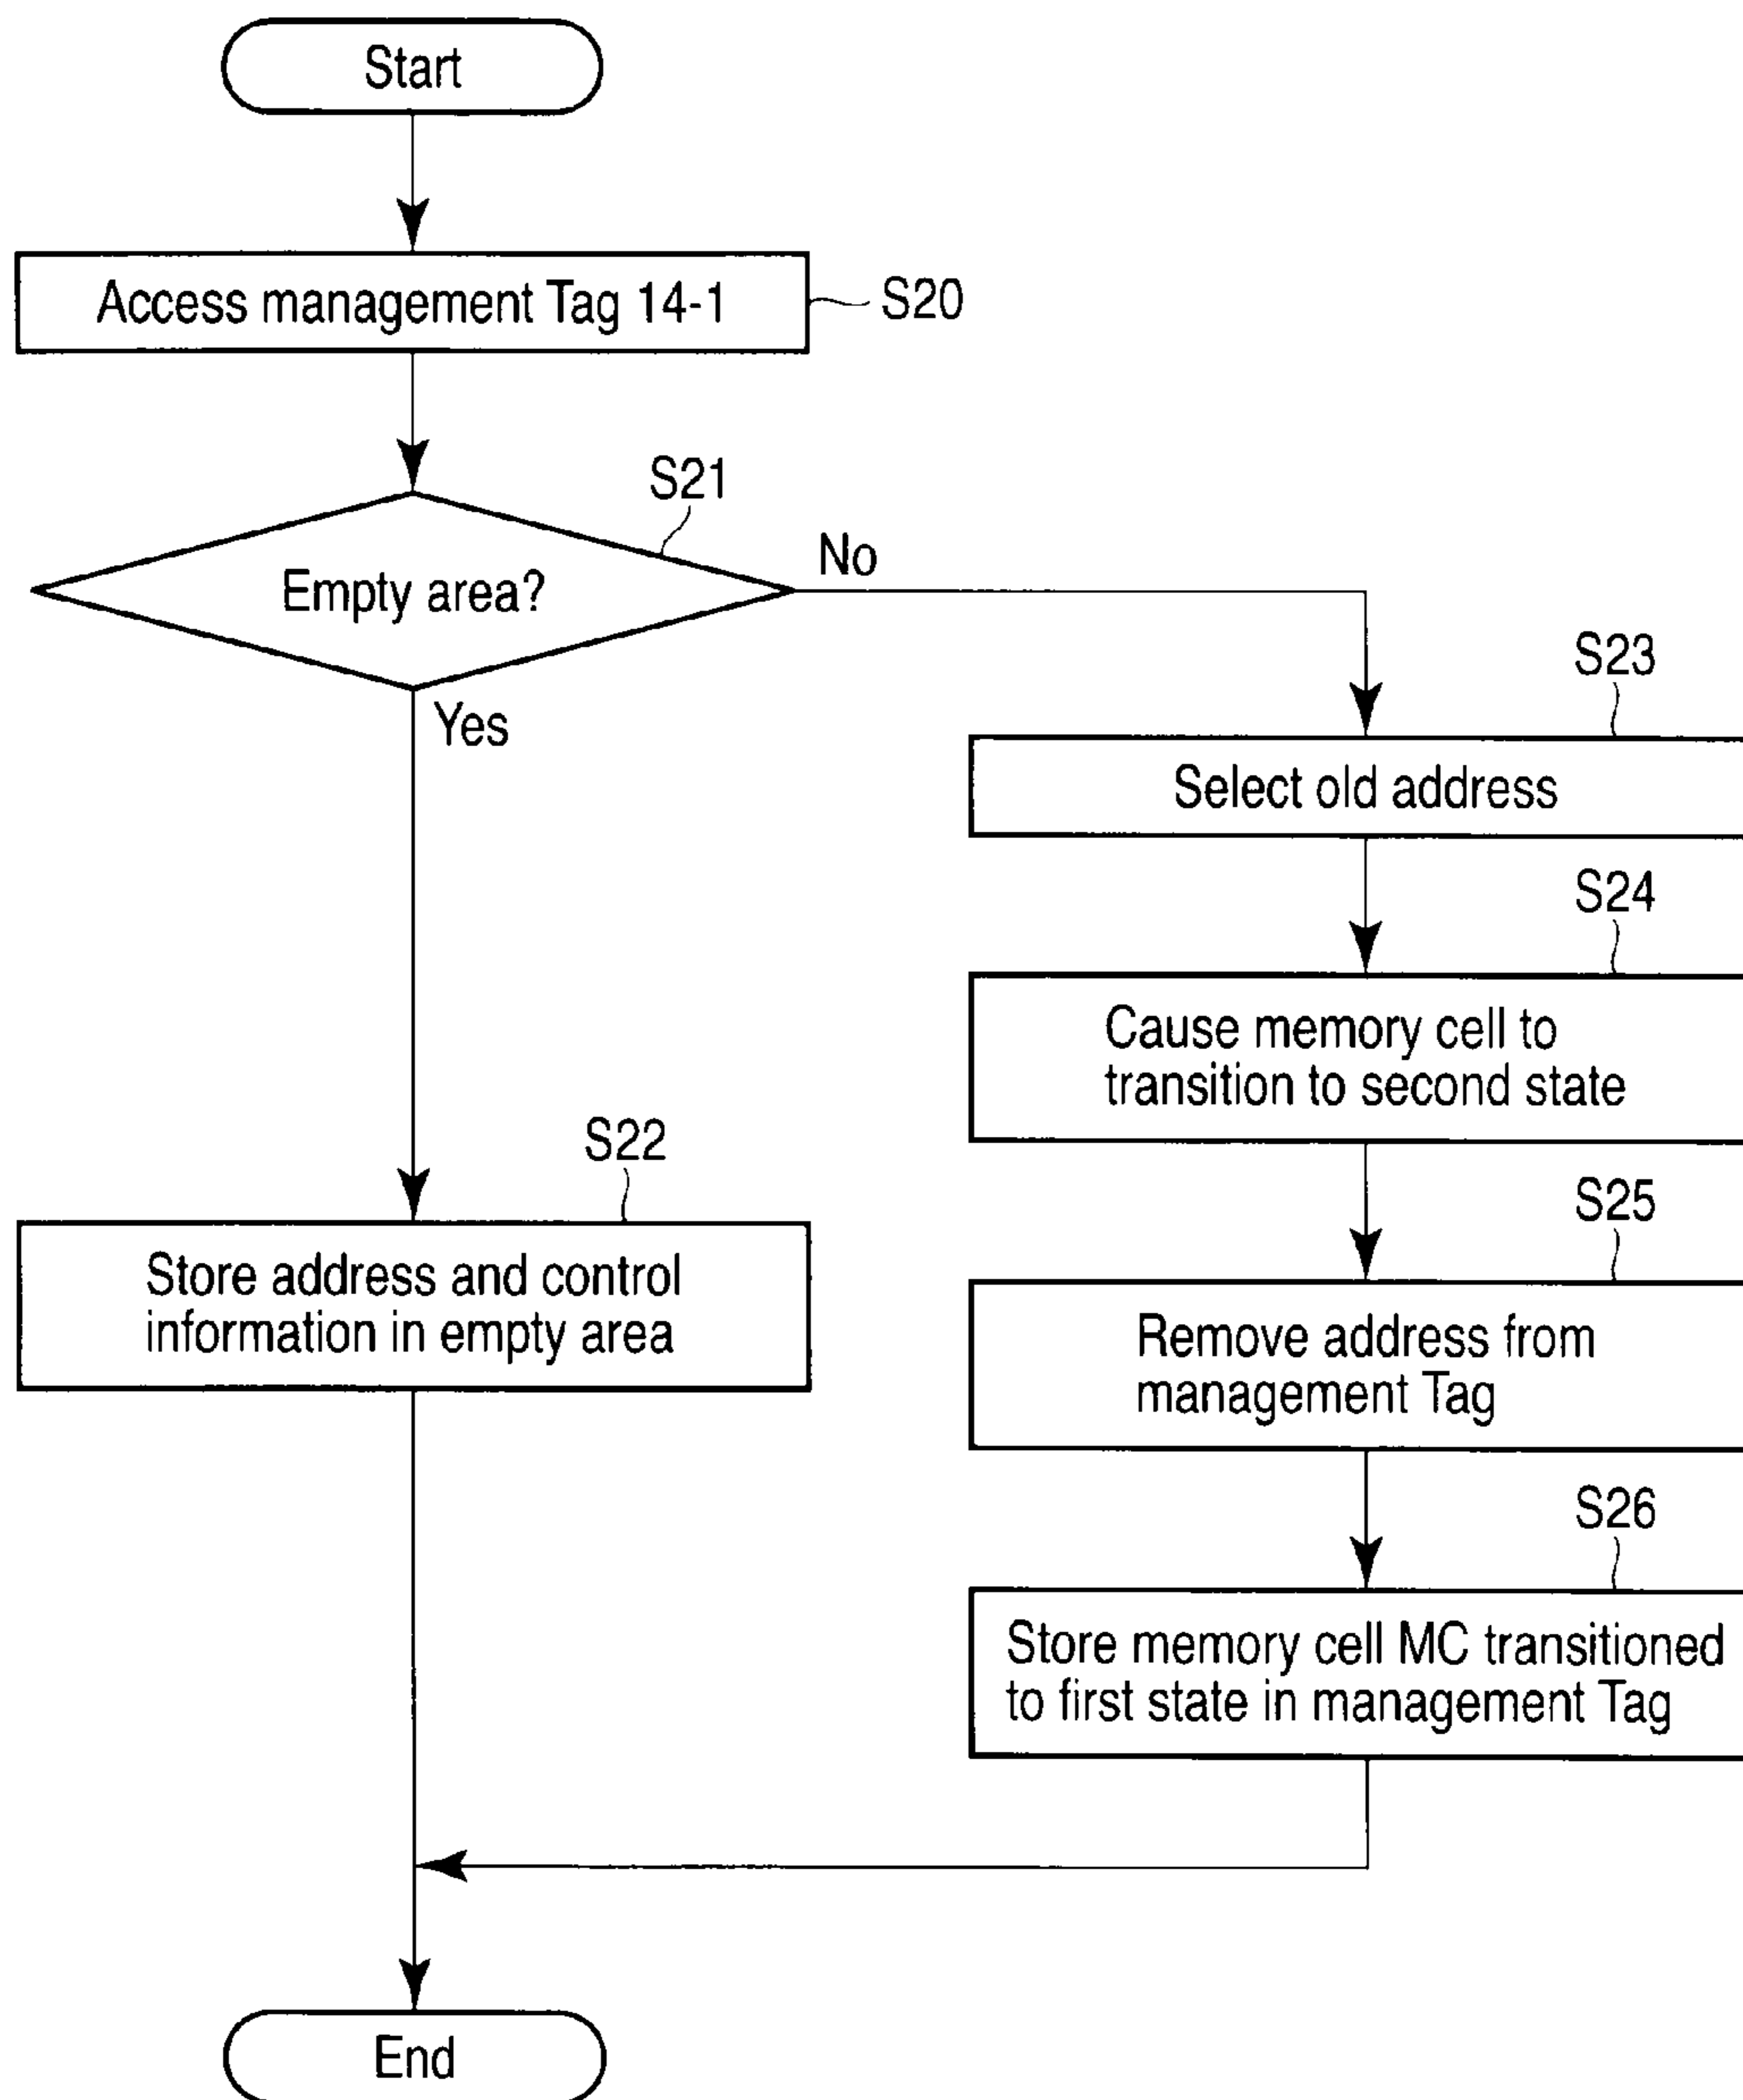 Start
Access management Tag 14-1
S20
S21
Empty area?
No
Yes
S23
Select old address
S24
Cause memory cell to
transition to second state
S22
Store address and control
information in empty area
S25
Remove address from
management Tag
S26
Store memory cell MC transitioned
to first state in management Tag
End